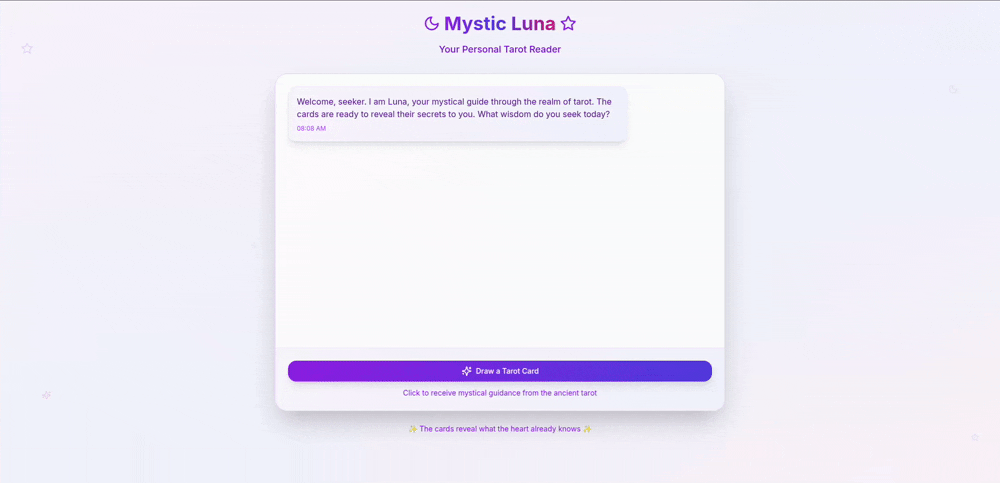 Mystic Luna
Your Personal Tarot Reader
Welcome, seeker. I am Luna, your mystical guide through the realm of tarot. The
cards are ready to reveal their secrets to you. What wisdom do you seek today?
08:08 AM
Draw a Tarot Card
Click to receive mystical guidance from the ancient tarot
✨ The cards reveal what the heart already knows ✨